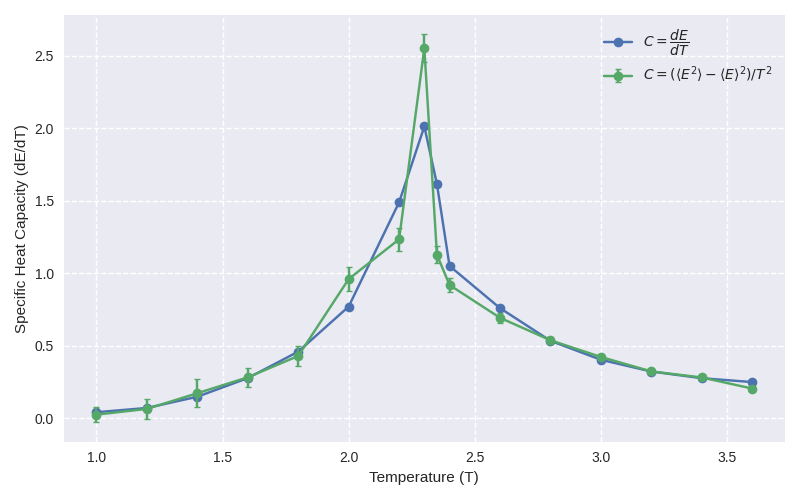 C = dE/dT
C = (⟨E²⟩ − ⟨E⟩²)/T²
2.5
2.0
1.5
1.0
0.5
0.0
Specific Heat Capacity (dE/dT)
1.0 1.5 2.0 2.5 3.0 3.5
Temperature (T)